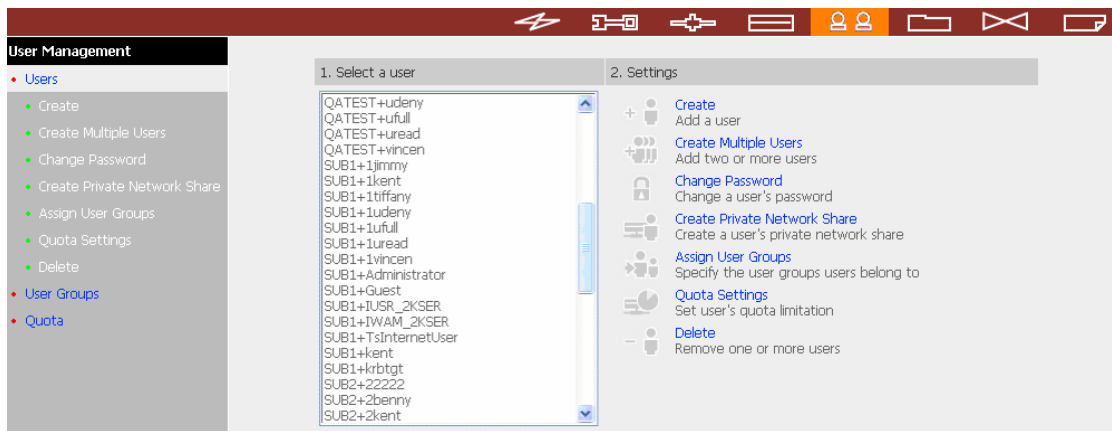 User Management
Users
Create
Create Multiple Users
Change Password
Create Private Network Share
Assign User Groups
Quota Settings
Delete
User Groups
Quota
1. Select a user
QATEST+udeny
QATEST+ufull
QATEST+uread
QATEST+vincen
SUB1+1jimmy
SUB1+1kent
SUB1+1tiffany
SUB1+1udeny
SUB1+1ufull
SUB1+1uread
SUB1+1vincen
SUB1+Administrator
SUB1+Guest
SUB1+IUSR_2KSER
SUB1+IWAM_2KSER
SUB1+TsInternetUser
SUB1+kent
SUB1+krbtgt
SUB2+22222
SUB2+2benny
SUB2+2kent
2. Settings
Create
Add a user
Create Multiple Users
Add two or more users
Change Password
Change a user's password
Create Private Network Share
Create a user's private network share
Assign User Groups
Specify the user groups users belong to
Quota Settings
Set user's quota limitation
Delete
Remove one or more users